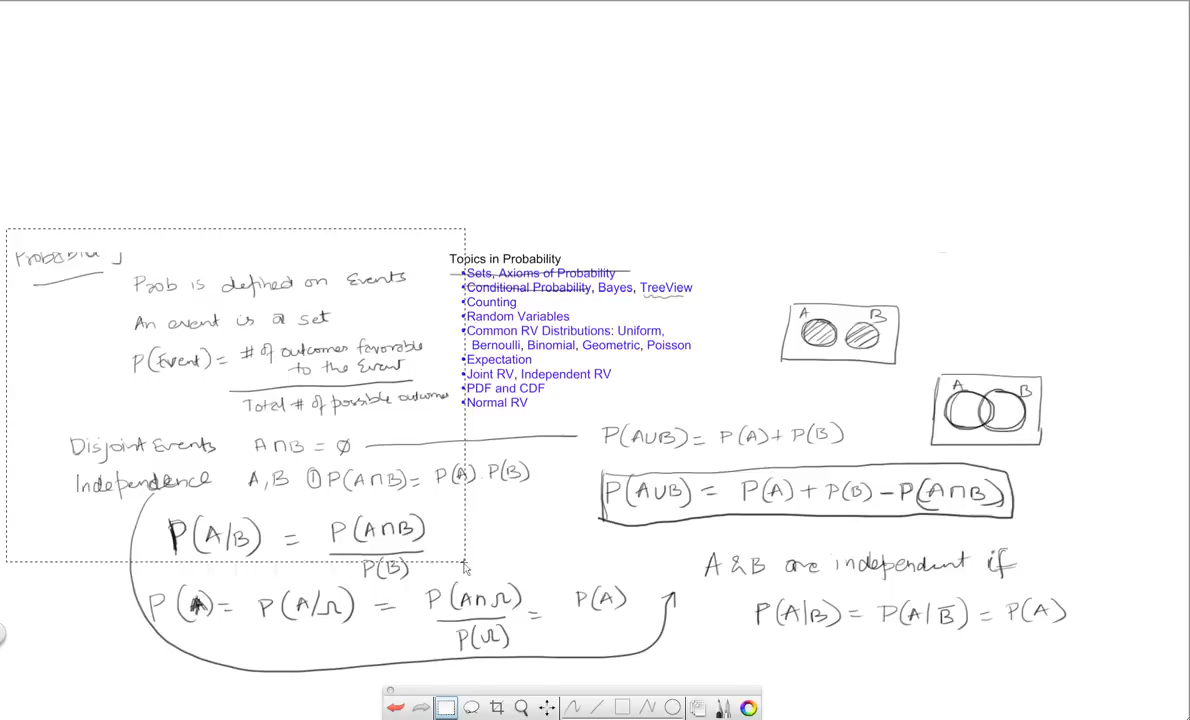 Prob is defined on Events
An event is a set
P(Event) = # of outcomes favorable
to the Event
Total # of possible outcome
Disjoint Events A∩B = ∅
Independence A,B ① P(A∩B) = P(A).P(B)
P(A/B) = P(A∩B)
P(B)
P(A) = P(A/Ω) = P(A∩Ω) = P(A)
P(Ω)
Topics in Probability
•Sets, Axioms of Probability
•Conditional Probability, Bayes, TreeView
•Counting
•Random Variables
•Common RV Distributions: Uniform,
Bernoulli, Binomial, Geometric, Poisson
•Expectation
•Joint RV, Independent RV
•PDF and CDF
•Normal RV
A B
A B
P(A∪B) = P(A) + P(B)
P(A∪B) = P(A) + P(B) - P(A∩B)
A & B are independent if
P(A|B) = P(A|B̅) = P(A)